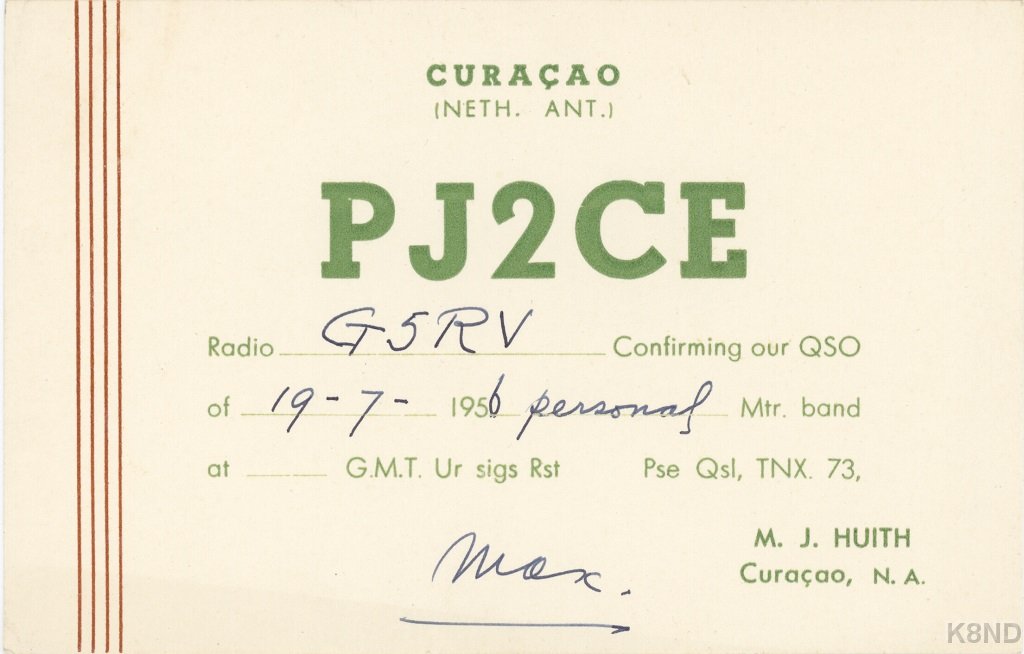 CURAÇAO
(NETH. ANT.)
PJ2CE
Radio G5RV Confirming our QSO
of 19-7- 1956 personal Mtr. band
at G.M.T. Ur sigs Rst Pse Qsl, TNX. 73,
M. J. HUITH
Max.
Curaçao, N. A.
K8ND